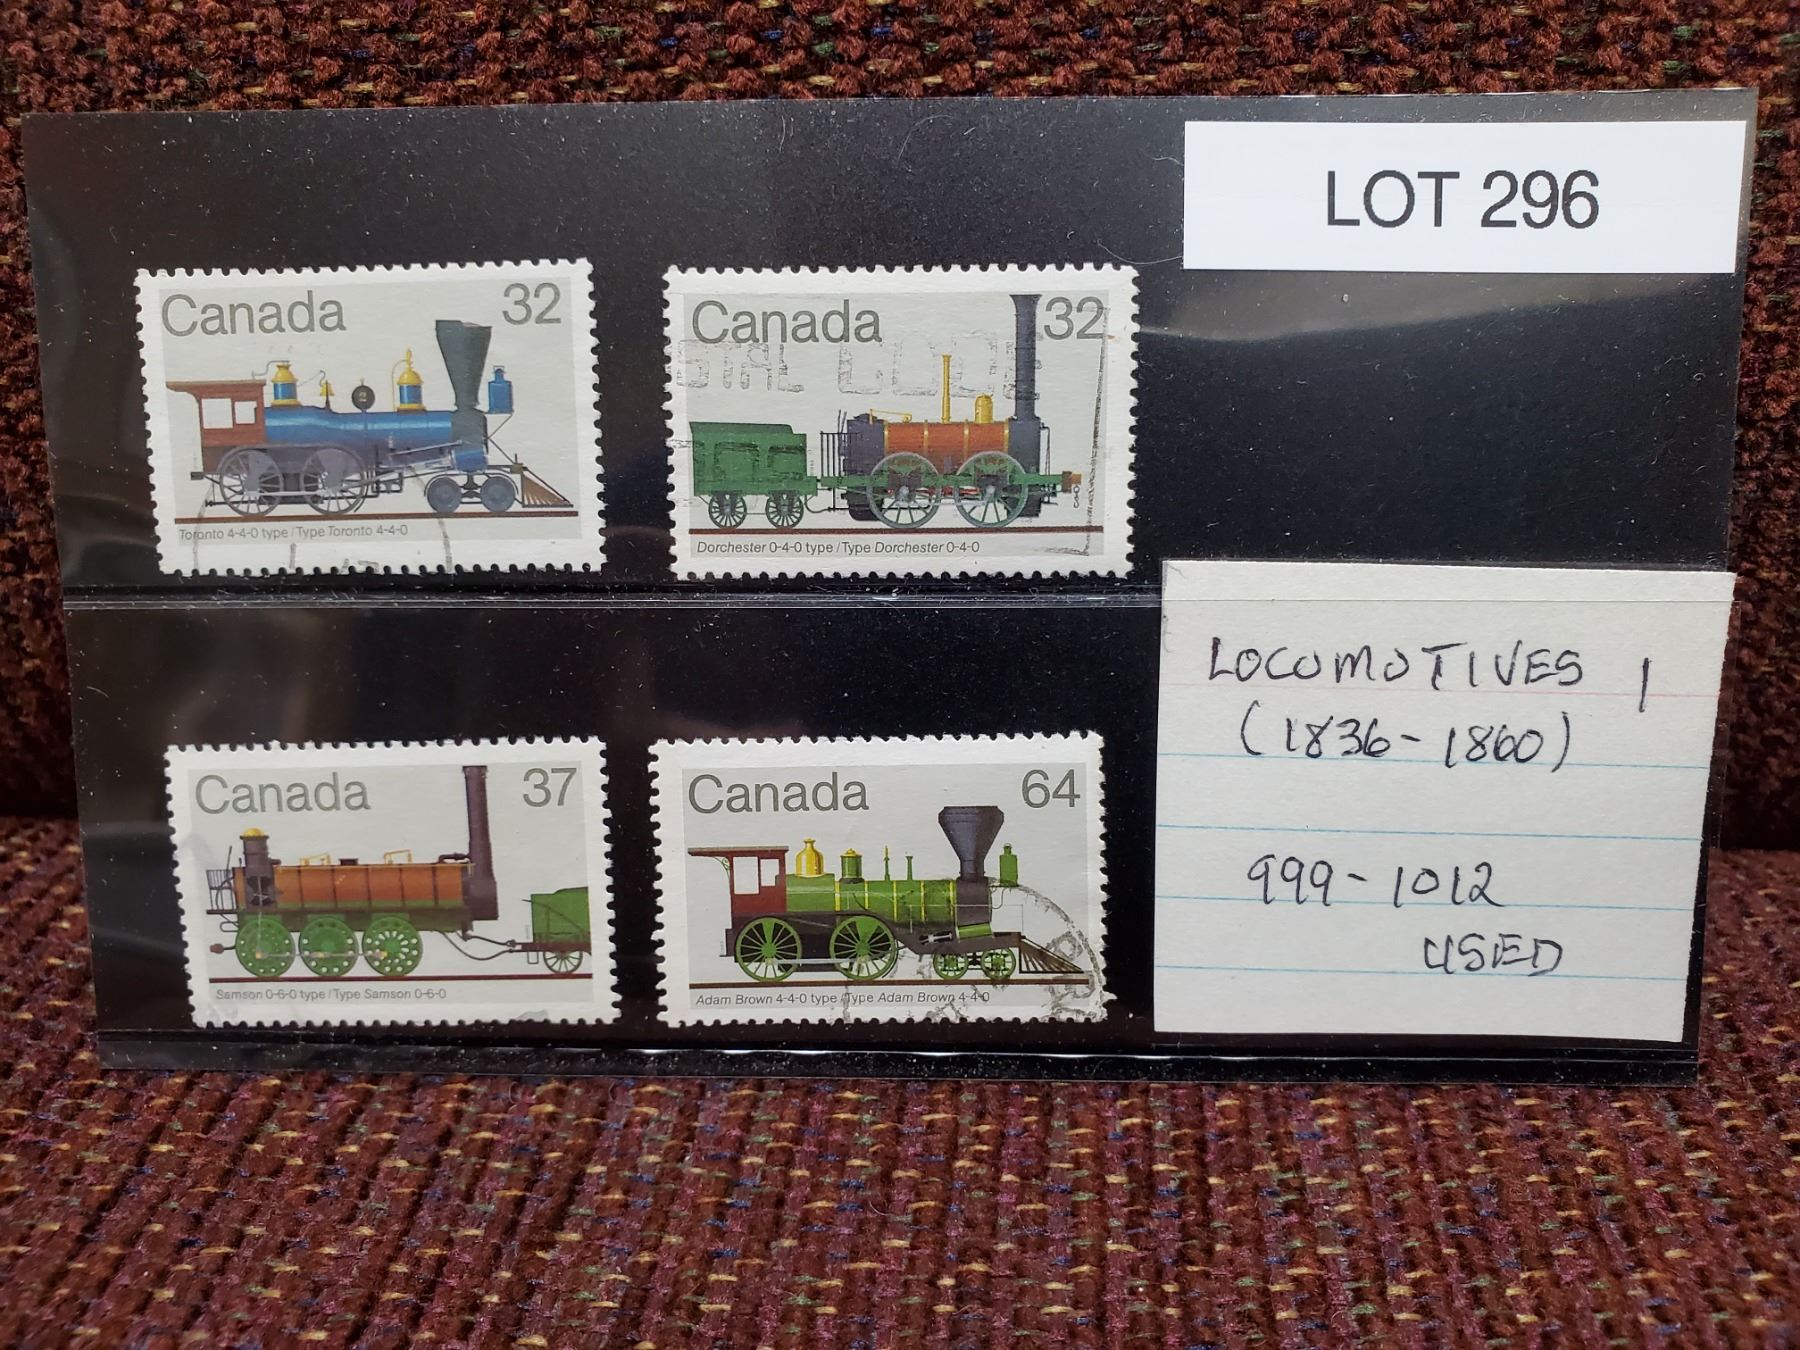 LOT 296
Canada 32
Toronto 4-4-0 type / Type Toronto 4-4-0
Canada 32
Dorchester 0-4-0 type / Type Dorchester 0-4-0
Canada 37
Samson 0-6-0 type / Type Samson 0-6-0
Canada 64
Adam Brown 4-4-0 type / Type Adam Brown 4-4-0
LOCOMOTIVES 1
(1836-1860)
999-1012
USED